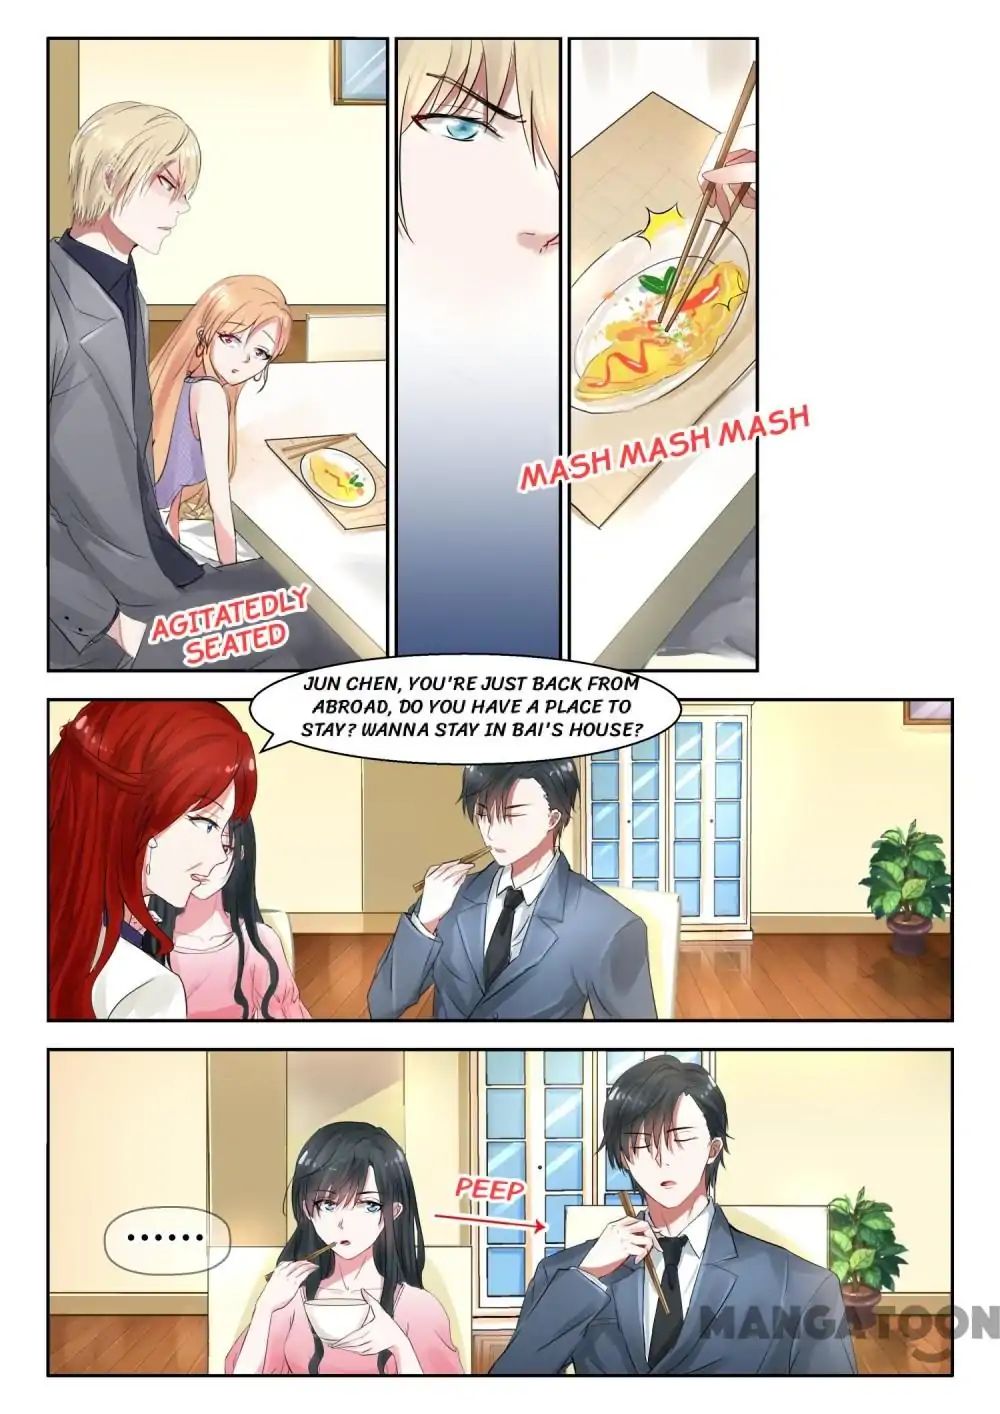 AGITATEDLY
SEATED
MASH MASH MASH
JUN CHEN, YOU'RE JUST BACK FROM
ABROAD, DO YOU HAVE A PLACE TO
STAY? WANNA STAY IN BAI'S HOUSE?
......
PEEP
MANGATOON